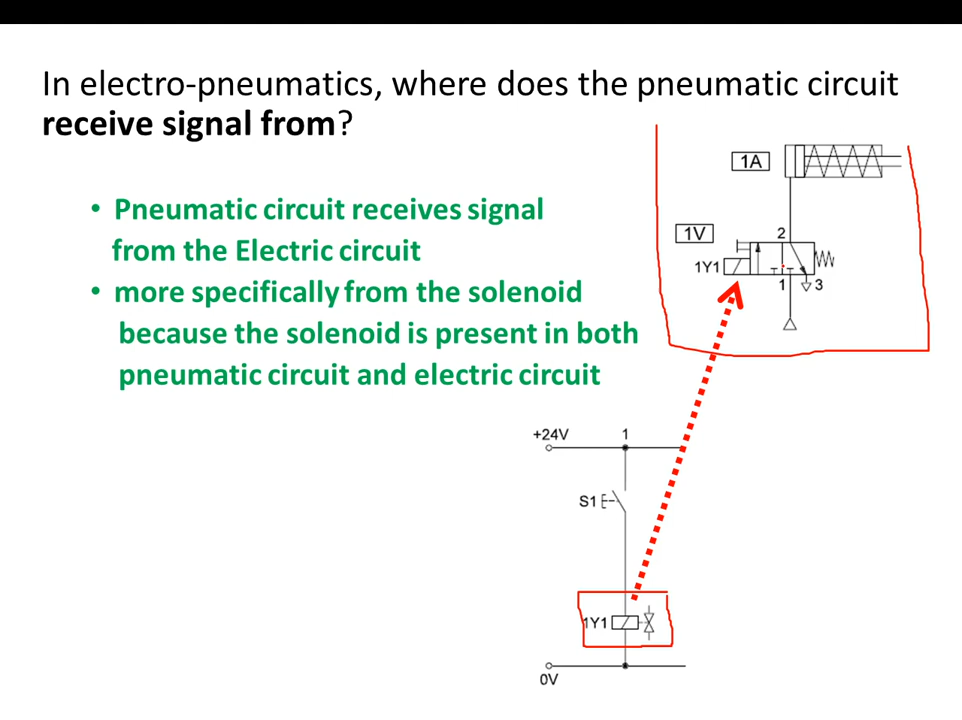 In electro-pneumatics, where does the pneumatic circuit
receive signal from?
• Pneumatic circuit receives signal
from the Electric circuit
• more specifically from the solenoid
because the solenoid is present in both
pneumatic circuit and electric circuit
1A
1V
2
1Y1
1
3
+24V
1
S1
1Y1
0V